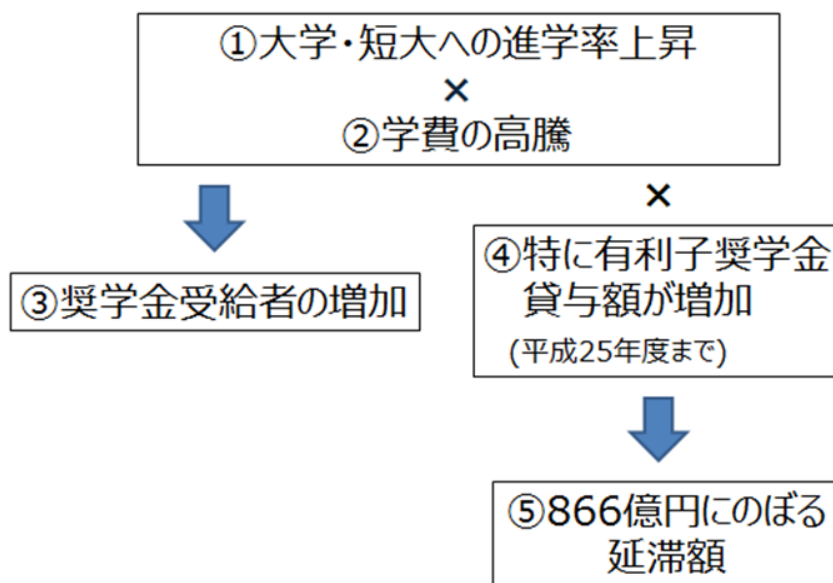 ①大学・短大への進学率上昇
×
②学費の高騰
×
③奨学金受給者の増加
④特に有利子奨学金
貸与額が増加
(平成25年度まで)
⑤866億円にのぼる
延滞額